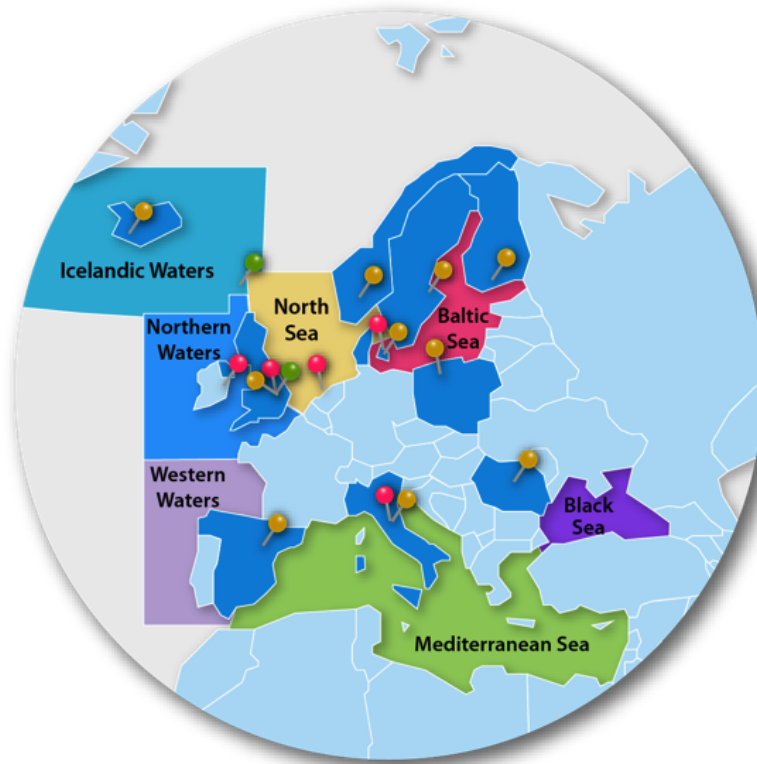 Icelandic Waters
North
Sea
Northern
Waters
Baltic
Sea
Western
Waters
Black
Sea
Mediterranean Sea